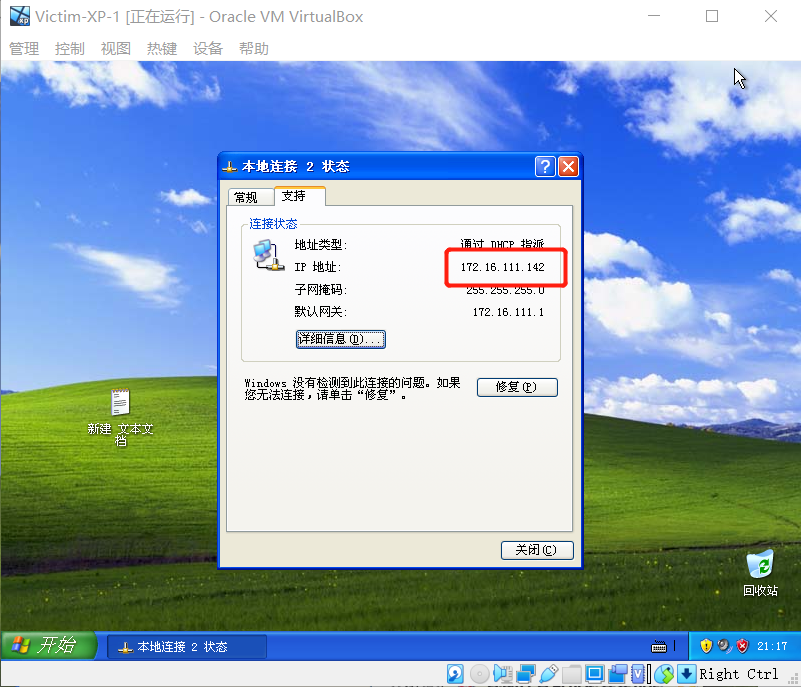 Victim-XP-1 [正在运行] - Oracle VM VirtualBox
管理 控制 视图 热键 设备 帮助
本地连接 2 状态
常规 支持
连接状态
地址类型: 通过 DHCP 指派
IP 地址: 172.16.111.142
子网掩码: 255.255.255.0
默认网关: 172.16.111.1
详细信息(D)...
Windows 没有检测到此连接的问题。如果
您无法连接,请单击“修复”。
修复(P)
关闭(C)
新建 文本文
档
回收站
开始 本地连接 2 状态 21:17
Right Ctrl